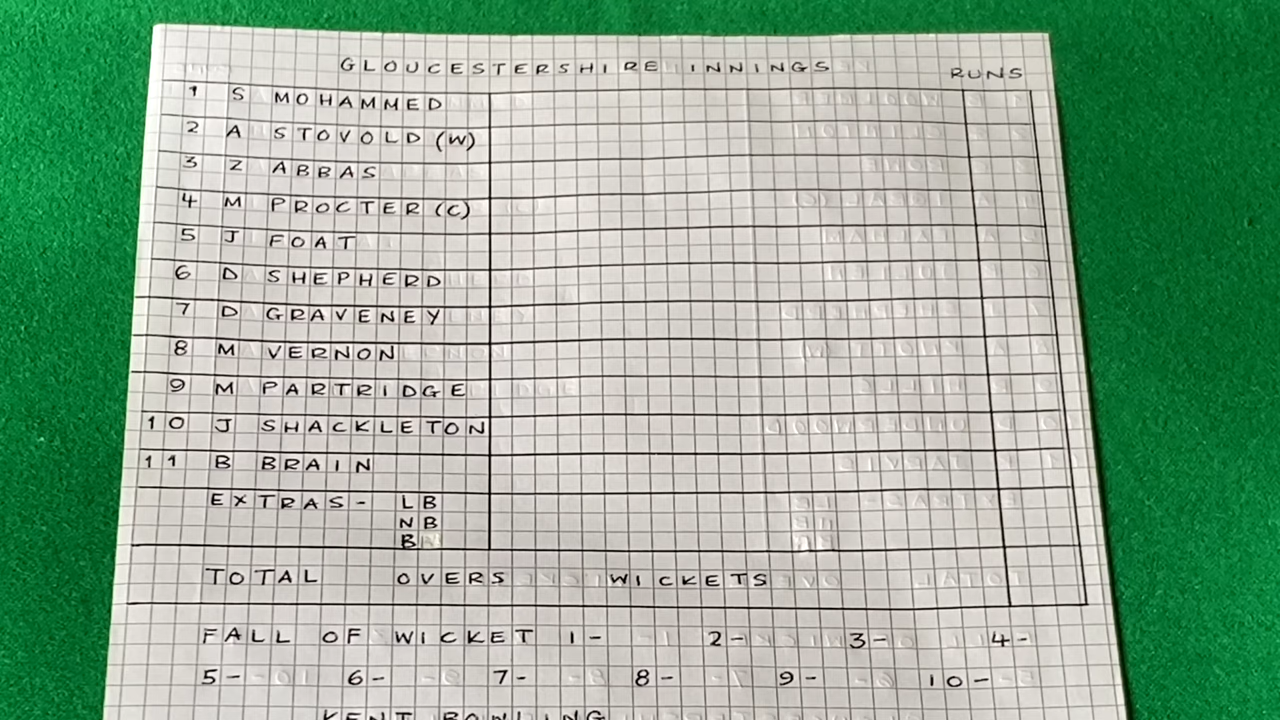 GLOUCESTERSHIRE INNINGS RUNS
1 S MOHAMMED
2 A STOVOLD (W)
3 Z ABBAS
4 M PROCTER (C)
5 J FOAT
6 D SHEPHERD
7 D GRAVENEY
8 M VERNON
9 M PARTRIDGE
10 J SHACKLETON
11 B BRAIN
EXTRAS- LB
NB
B
TOTAL OVERS WICKETS
FALL OF WICKET 1- 2- 3- 4-
5- 6- 7- 8- 9- 10-
KENT BOWLING